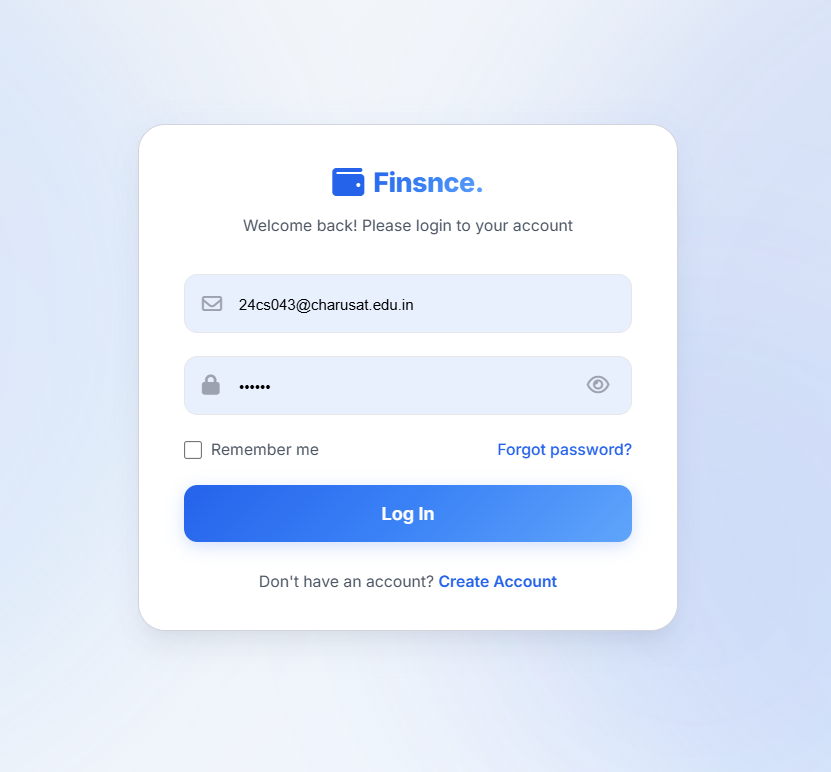 Finsnce.
Welcome back! Please login to your account
24cs043@charusat.edu.in
••••••
Remember me
Forgot password?
Log In
Don't have an account? Create Account